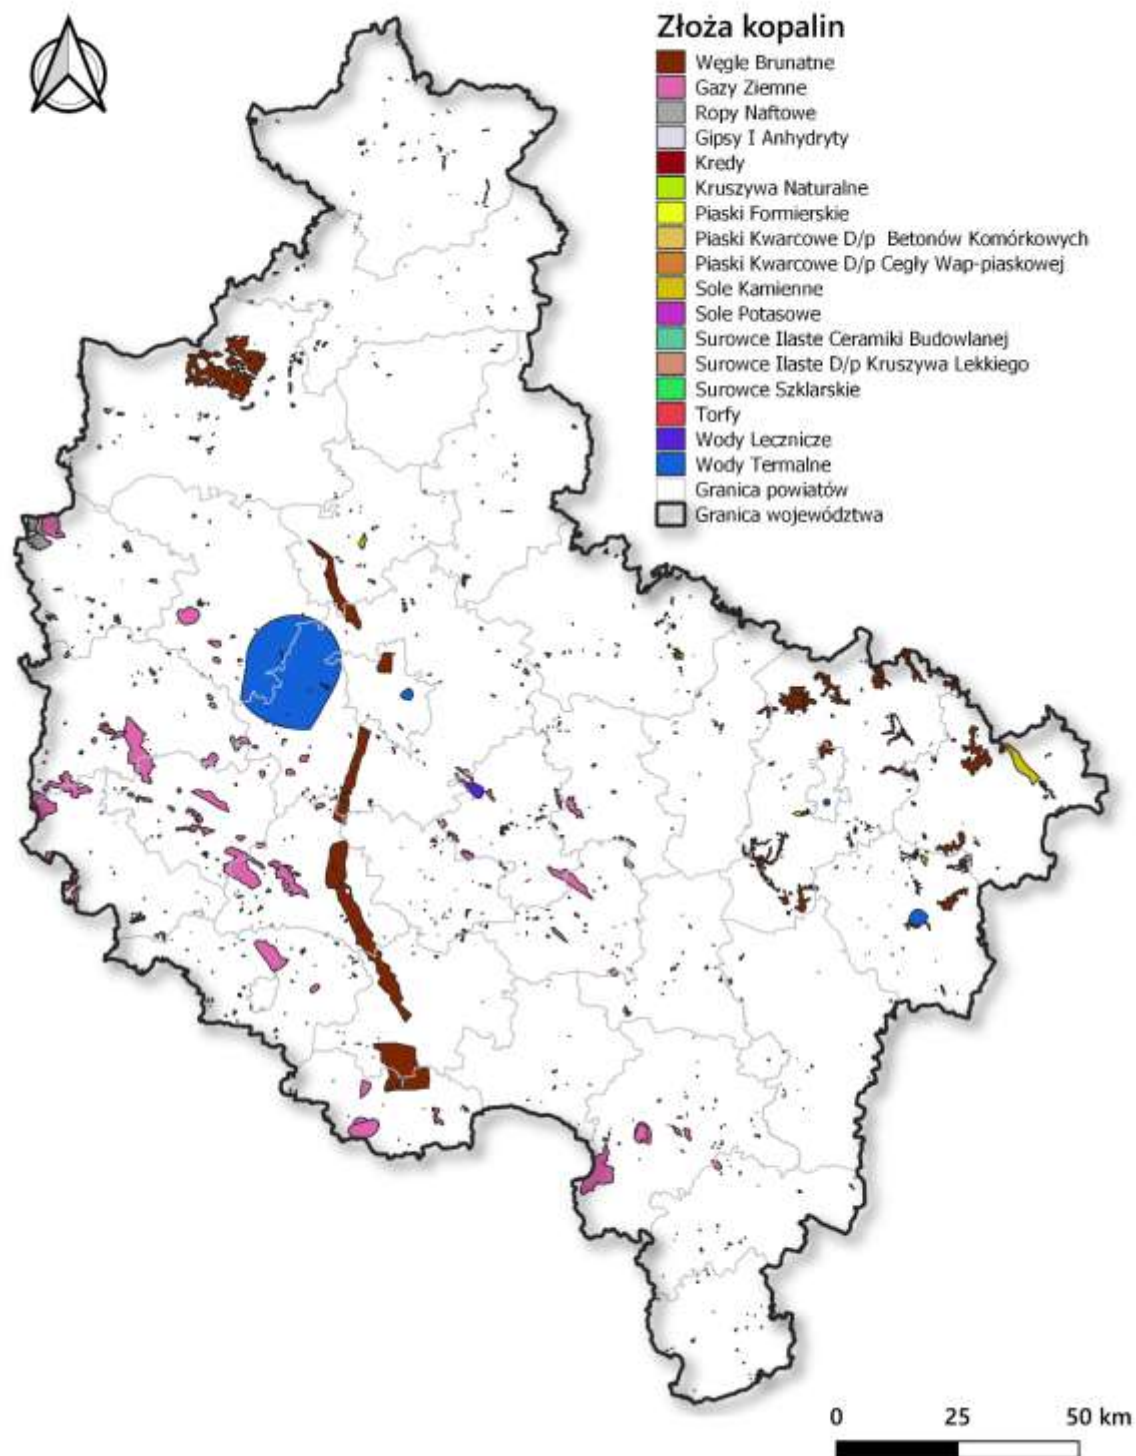 Złoża kopalin
Węgle Brunatne
Gazy Ziemne
Ropy Naftowe
Gipsy I Anhydryty
Kredy
Kruszywa Naturalne
Piaski Formierskie
Piaski Kwarcowe D/p Betonów Komórkowych
Piaski Kwarcowe D/p Cegły Wap-piaskowej
Sole Kamienne
Sole Potasowe
Surowce Ilaste Ceramiki Budowlanej
Surowce Ilaste D/p Kruszywa Lekkiego
Surowce Szklarskie
Torfy
Wody Lecznicze
Wody Termalne
Granica powiatów
Granica województwa
0 25 50 km